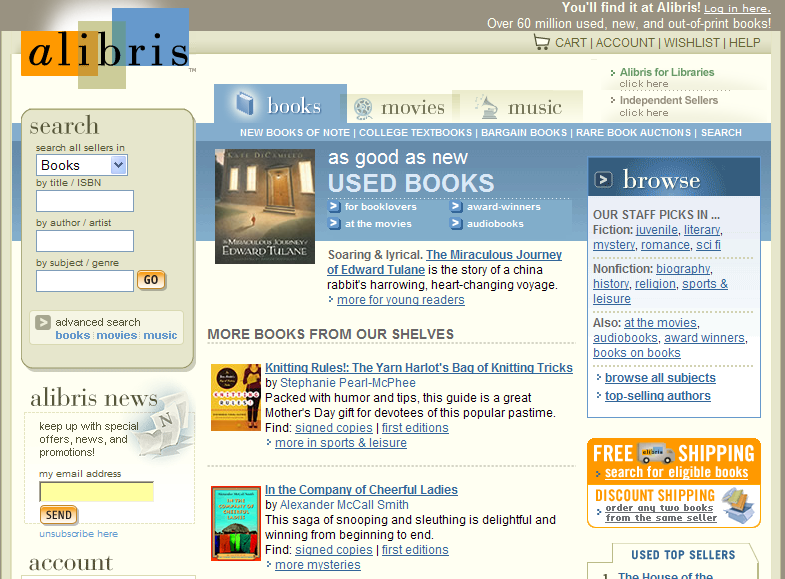 You'll find it at Alibris! Log in here.
Over 60 million used, new, and out-of-print books!
alibris™
CART | ACCOUNT | WISHLIST | HELP
Alibris for Libraries
click here
Independent Sellers
click here
books
movies
music
NEW BOOKS OF NOTE | COLLEGE TEXTBOOKS | BARGAIN BOOKS | RARE BOOK AUCTIONS | SEARCH
search
search all sellers in
Books
by title / ISBN
by author / artist
by subject / genre
GO
advanced search
books | movies | music
alibris news
keep up with special
offers, news, and
promotions!
N
my email address
SEND
unsubscribe here
account
KATE DICAMILLO
THE MIRACULOUS JOURNEY OF
EDWARD TULANE
as good as new
USED BOOKS
for booklovers
award-winners
at the movies
audiobooks
Soaring & lyrical. The Miraculous Journey
of Edward Tulane is the story of a china
rabbit's harrowing, heart-changing voyage.
more for young readers
MORE BOOKS FROM OUR SHELVES
KNITTING
RULES!
Knitting Rules!: The Yarn Harlot's Bag of Knitting Tricks
by Stephanie Pearl-McPhee
Packed with humor and tips, this guide is a great
Mother's Day gift for devotees of this popular pastime.
Find: signed copies | first editions
more in sports & leisure
IN THE
COMPANY OF
CHEERFUL
LADIES
In the Company of Cheerful Ladies
by Alexander McCall Smith
This saga of snooping and sleuthing is delightful and
winning from beginning to end.
Find: signed copies | first editions
more mysteries
browse
OUR STAFF PICKS IN ...
Fiction: juvenile, literary,
mystery, romance, sci fi
Nonfiction: biography,
history, religion, sports &
leisure
Also: at the movies,
audiobooks, award winners,
books on books
browse all subjects
top-selling authors
FREE SHIPPING
alibris
search for eligible books
DISCOUNT SHIPPING
order any two books
from the same seller
USED TOP SELLERS
1. The House of the